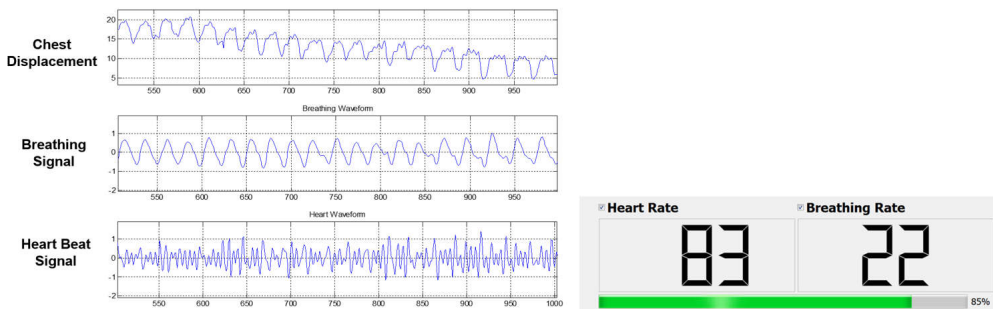 Chest
Displacement
20
15
10
5
550 600 650 700 750 800 850 900 950
Breathing Waveform
Breathing
Signal
1
0
-1
-2
550 600 650 700 750 800 850 900 950
Heart Waveform
Heart Beat
Signal
1
0
-1
-2
550 600 650 700 750 800 850 900 950 1000
Heart Rate Breathing Rate
83 22
85%